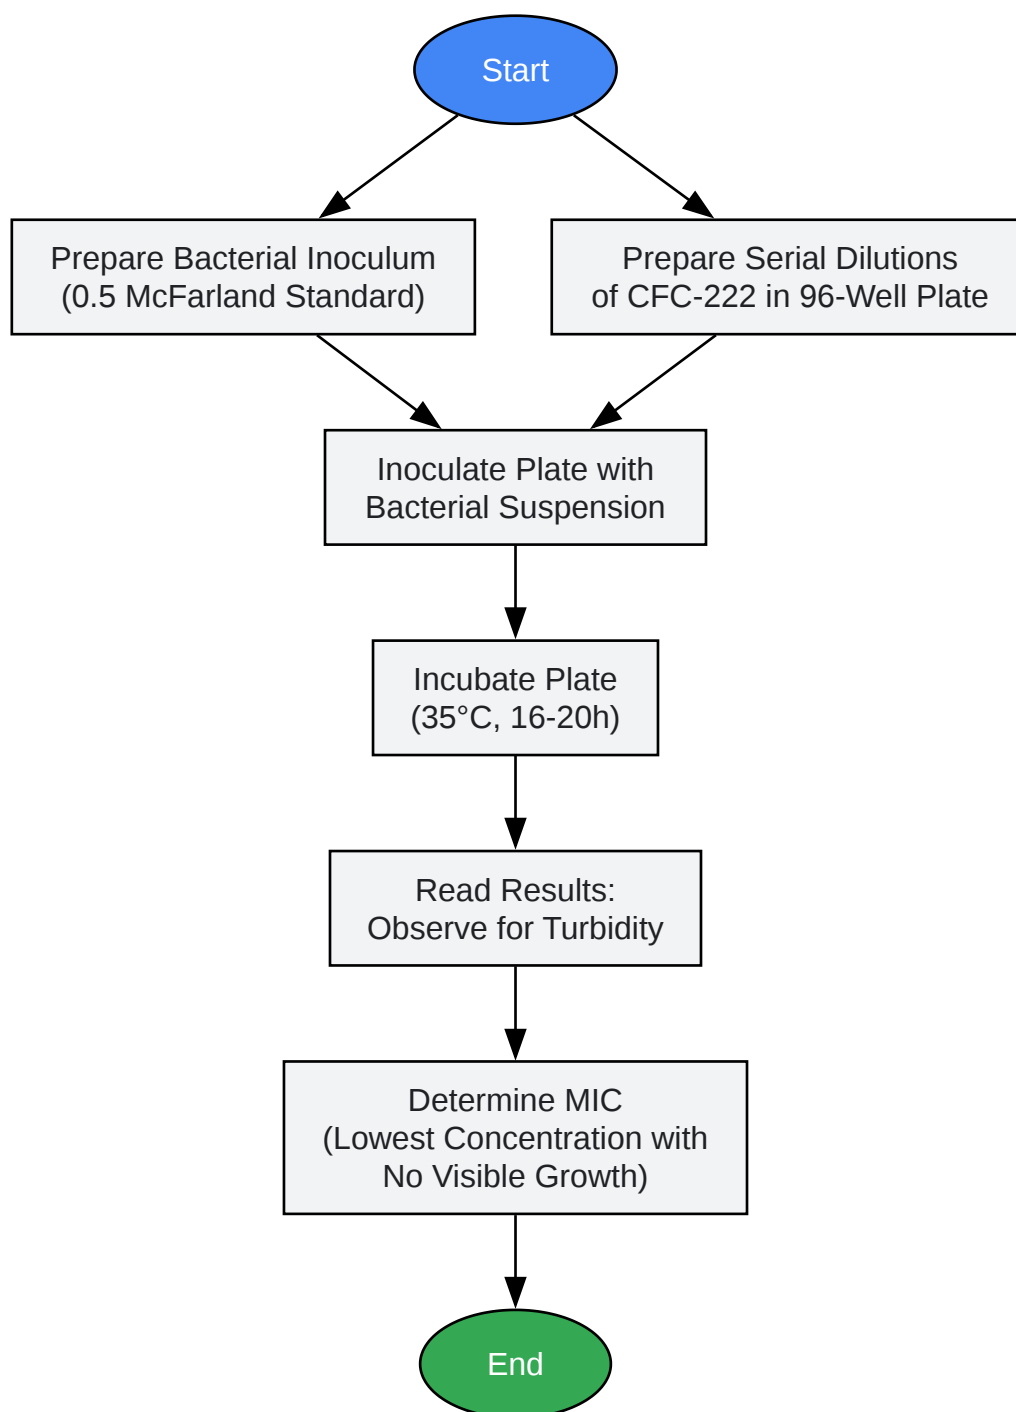 Start
Prepare Bacterial Inoculum
(0.5 McFarland Standard)
Prepare Serial Dilutions
of CFC-222 in 96-Well Plate
Inoculate Plate with
Bacterial Suspension
Incubate Plate
(35°C, 16-20h)
Read Results:
Observe for Turbidity
Determine MIC
(Lowest Concentration with
No Visible Growth)
End